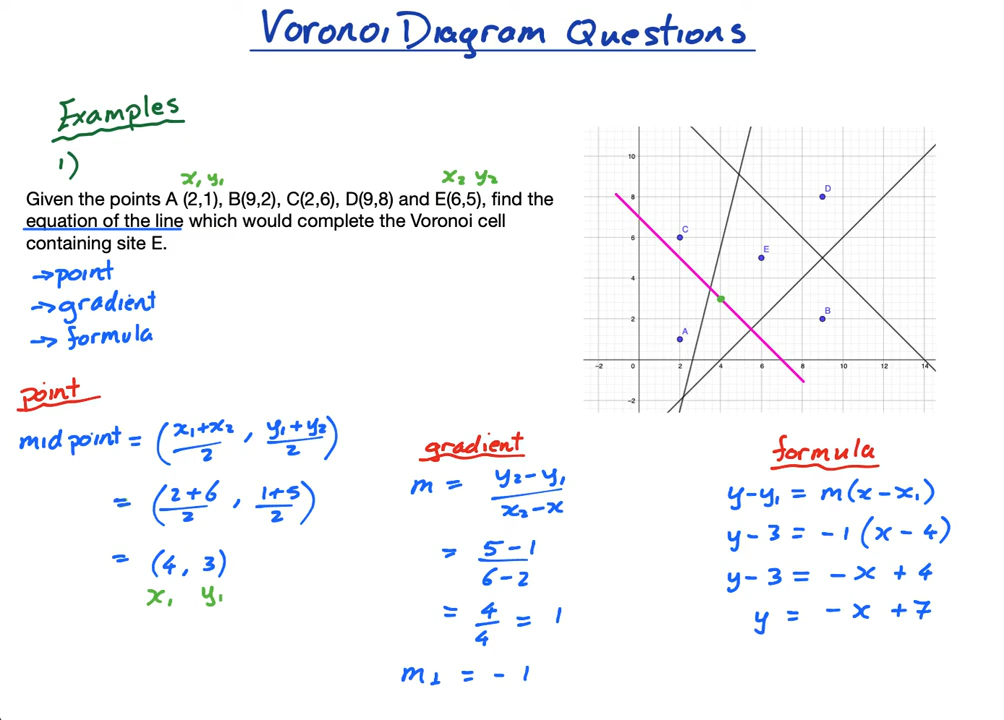 Voronoi Diagram Questions
Examples
1)
x₁ y₁ x₂ y₂
Given the points A (2,1), B(9,2), C(2,6), D(9,8) and E(6,5), find the
equation of the line which would complete the Voronoi cell
containing site E.
→ point
→ gradient
→ formula
10
8
6
4
2
−2
−2 0 2 4 6 8 10 12 14
A
B
C
D
E
point
mid point = (x₁+x₂/2 , y₁+y₂/2)
= (2+6/2 , 1+5/2)
= (4, 3)
x₁ y₁
gradient
m = y₂−y₁/x₂−x
= 5−1/6−2
= 4/4 = 1
m⊥ = −1
formula
y−y₁ = m(x−x₁)
y−3 = −1(x−4)
y−3 = −x +4
y = −x +7